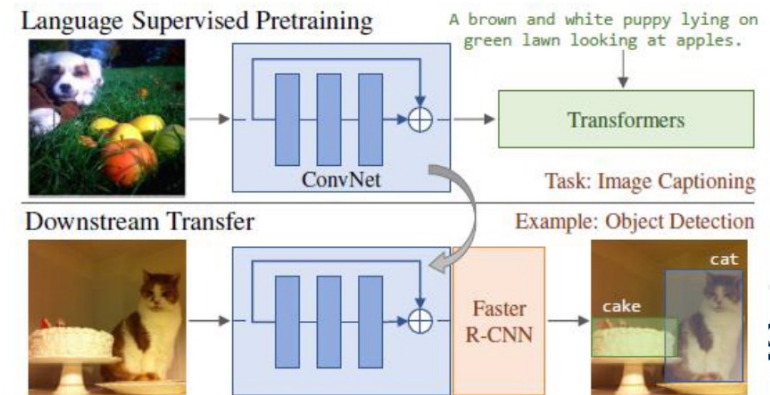 Language Supervised Pretraining
A brown and white puppy lying on
green lawn looking at apples.
Transformers
ConvNet
Task: Image Captioning
Downstream Transfer
Example: Object Detection
Faster
R-CNN
cat
cake